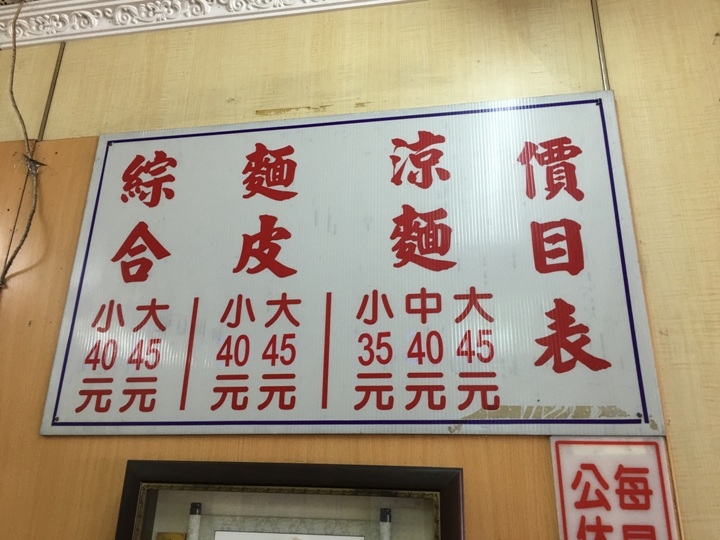 價目表
涼麵
大45元
中40元
小35元
麵皮
大45元
小40元
綜合
大45元
小40元
每
公休